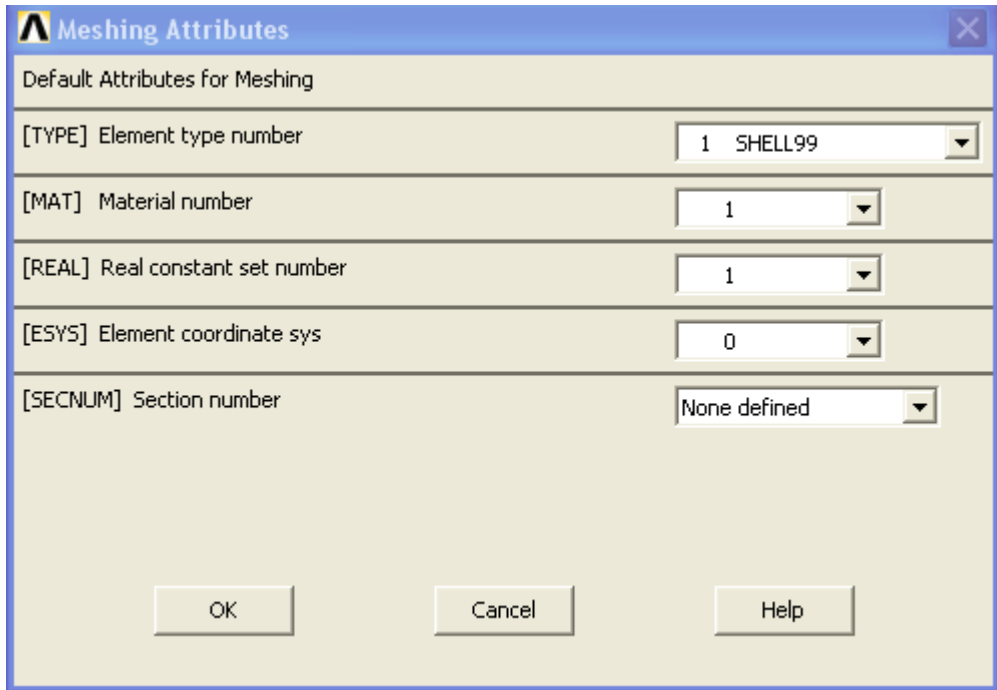 Meshing Attributes
Default Attributes for Meshing
[TYPE] Element type number 1 SHELL99
[MAT] Material number 1
[REAL] Real constant set number 1
[ESYS] Element coordinate sys 0
[SECNUM] Section number None defined
OK Cancel Help